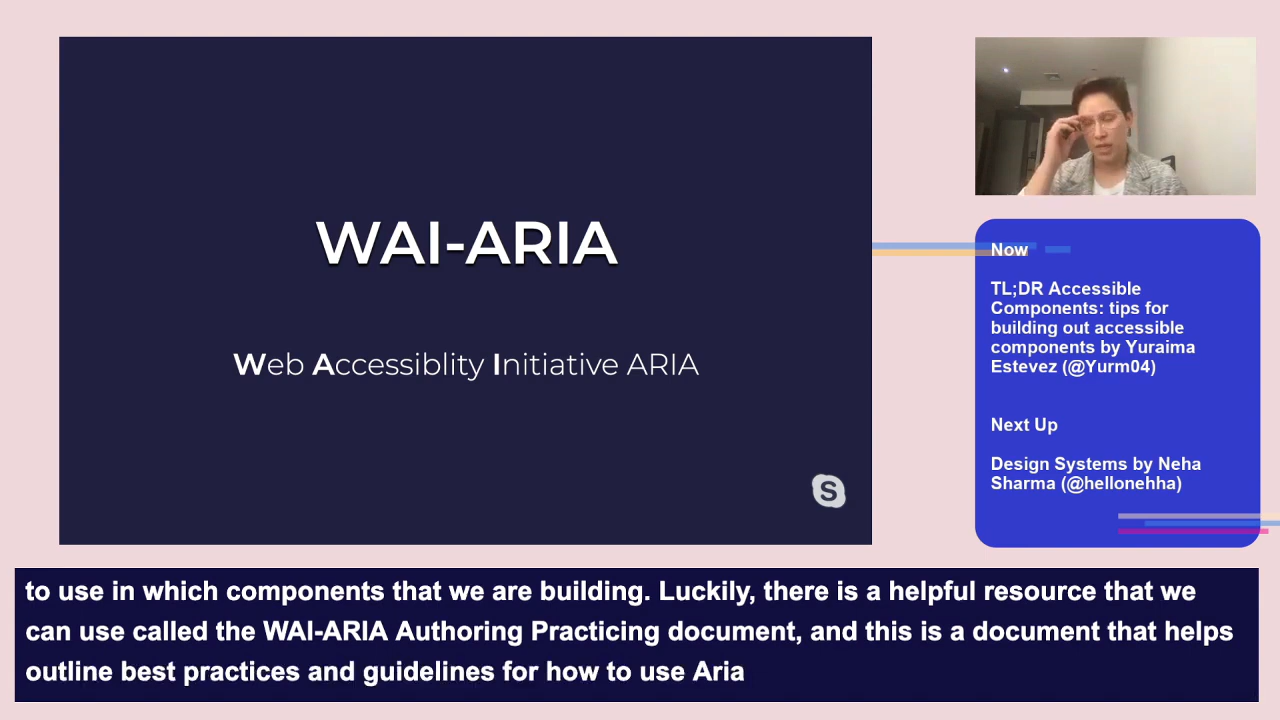 WAI-ARIA
Web Accessiblity Initiative ARIA
S
Now
TL;DR Accessible
Components: tips for
building out accessible
components by Yuraima
Estevez (@Yurm04)
Next Up
Design Systems by Neha
Sharma (@hellonehha)
to use in which components that we are building. Luckily, there is a helpful resource that we
can use called the WAI-ARIA Authoring Practicing document, and this is a document that helps
outline best practices and guidelines for how to use Aria